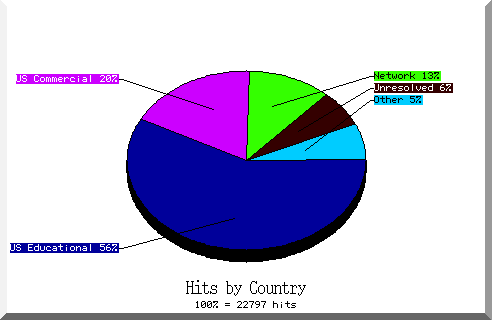 US Commercial 20%
Network 13%
Unresolved 6%
Other 5%
US Educational 56%
Hits by Country
100% = 22797 hits